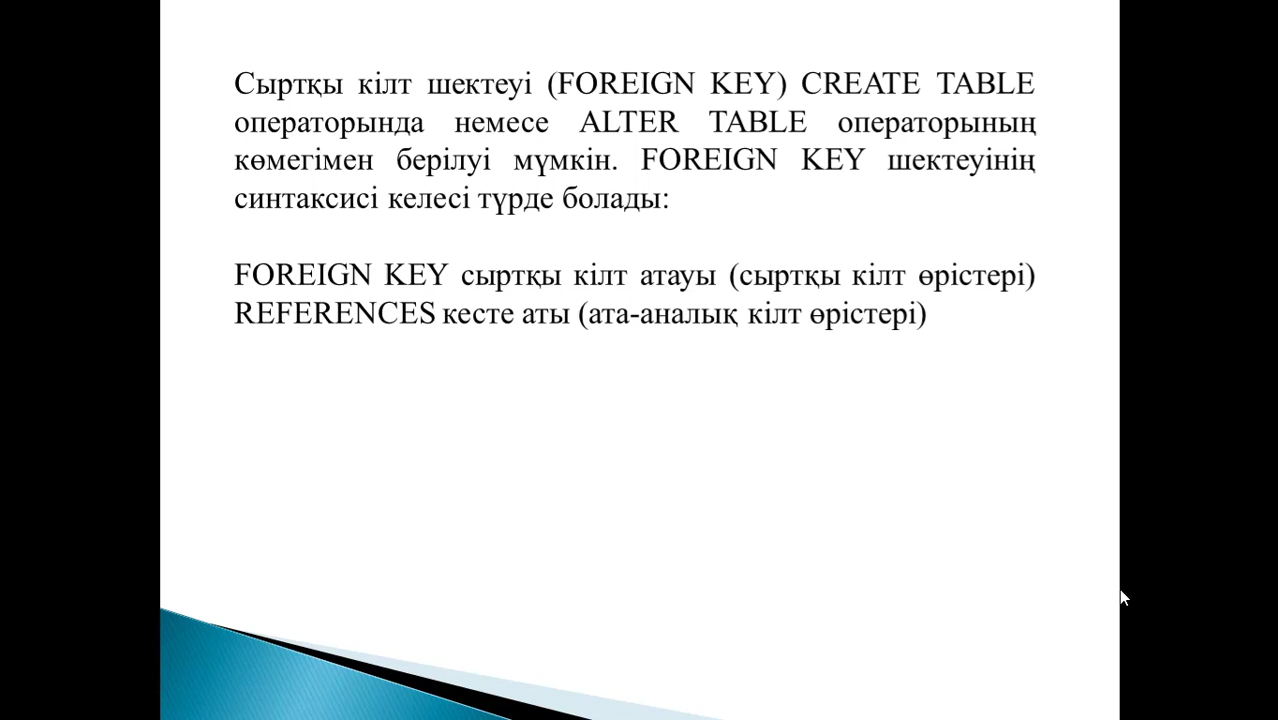 Сыртқы кілт шектеуі (FOREIGN KEY) CREATE TABLE
операторында немесе ALTER TABLE операторының
көмегімен берілуі мүмкін. FOREIGN KEY шектеуінің
синтаксисі келесі түрде болады:
FOREIGN KEY сыртқы кілт атауы (сыртқы кілт өрістері)
REFERENCES кесте аты (ата-аналық кілт өрістері)